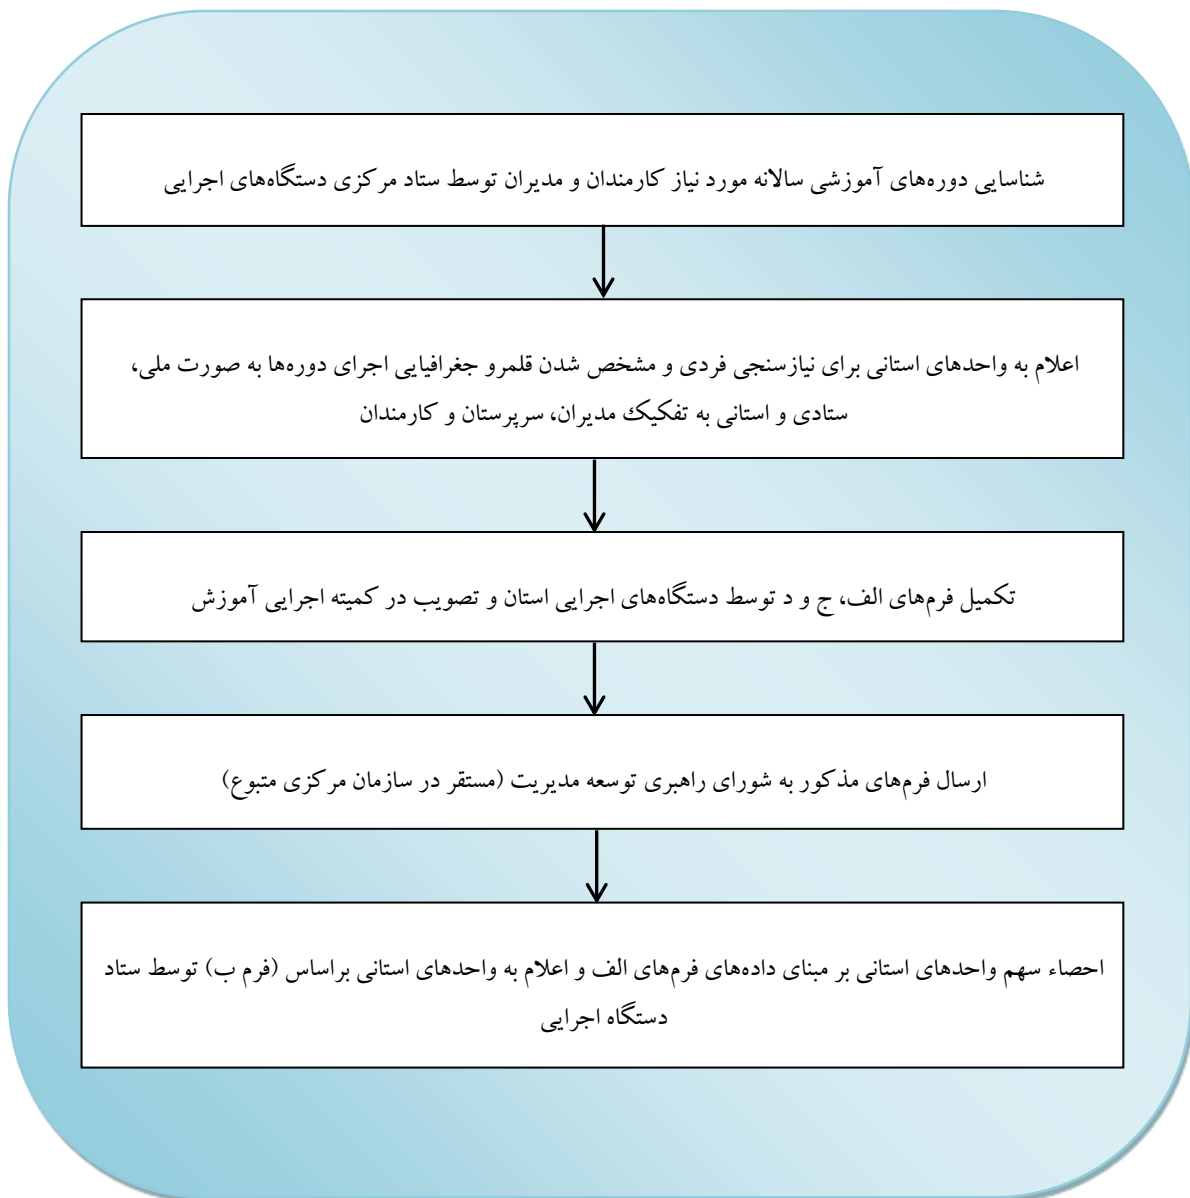 شناسایی دوره‌های آموزشی سالانه مورد نیاز کارمندان و مدیران توسط ستاد مرکزی دستگاه‌های اجرایی
اعلام به واحدهای استانی برای نیازسنجی فردی و مشخص شدن قلمرو جغرافیایی اجرای دوره‌ها به صورت ملی،
ستادی و استانی به تفکیک مدیران، سرپرستان و کارمندان
تکمیل فرم‌های الف، ج و د توسط دستگاه‌های اجرایی استان و تصویب در کمیته اجرایی آموزش
ارسال فرم‌های مذکور به شورای راهبری توسعه مدیریت (مستقر در سازمان مرکزی متبوع)
احصاء سهم واحدهای استانی بر مبنای داده‌های فرم‌های الف و اعلام به واحدهای استانی براساس (فرم ب) توسط ستاد
دستگاه اجرایی